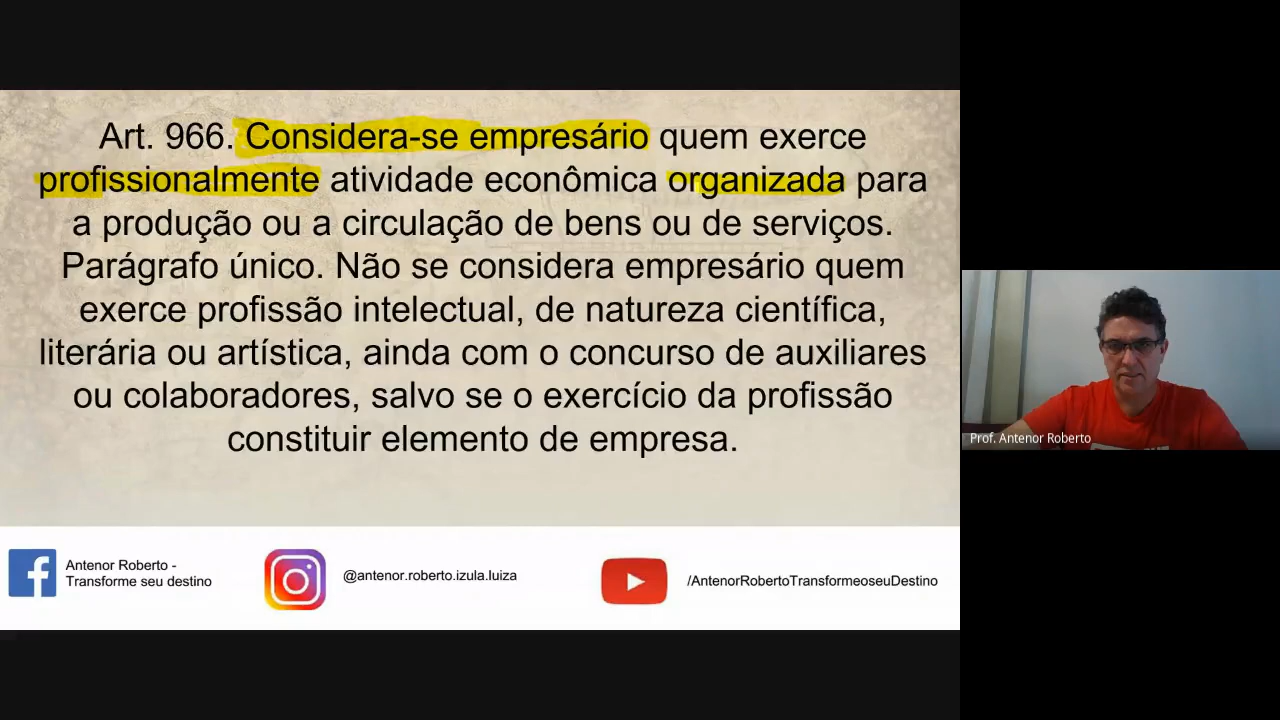 Art. 966. Considera-se empresário quem exerce
profissionalmente atividade econômica organizada para
a produção ou a circulação de bens ou de serviços.
Parágrafo único. Não se considera empresário quem
exerce profissão intelectual, de natureza científica,
literária ou artística, ainda com o concurso de auxiliares
ou colaboradores, salvo se o exercício da profissão
constituir elemento de empresa.
Prof. Antenor Roberto
Antenor Roberto -
Transforme seu destino
@antenor.roberto.izula.luiza
/AntenorRobertoTransformeoseuDestino